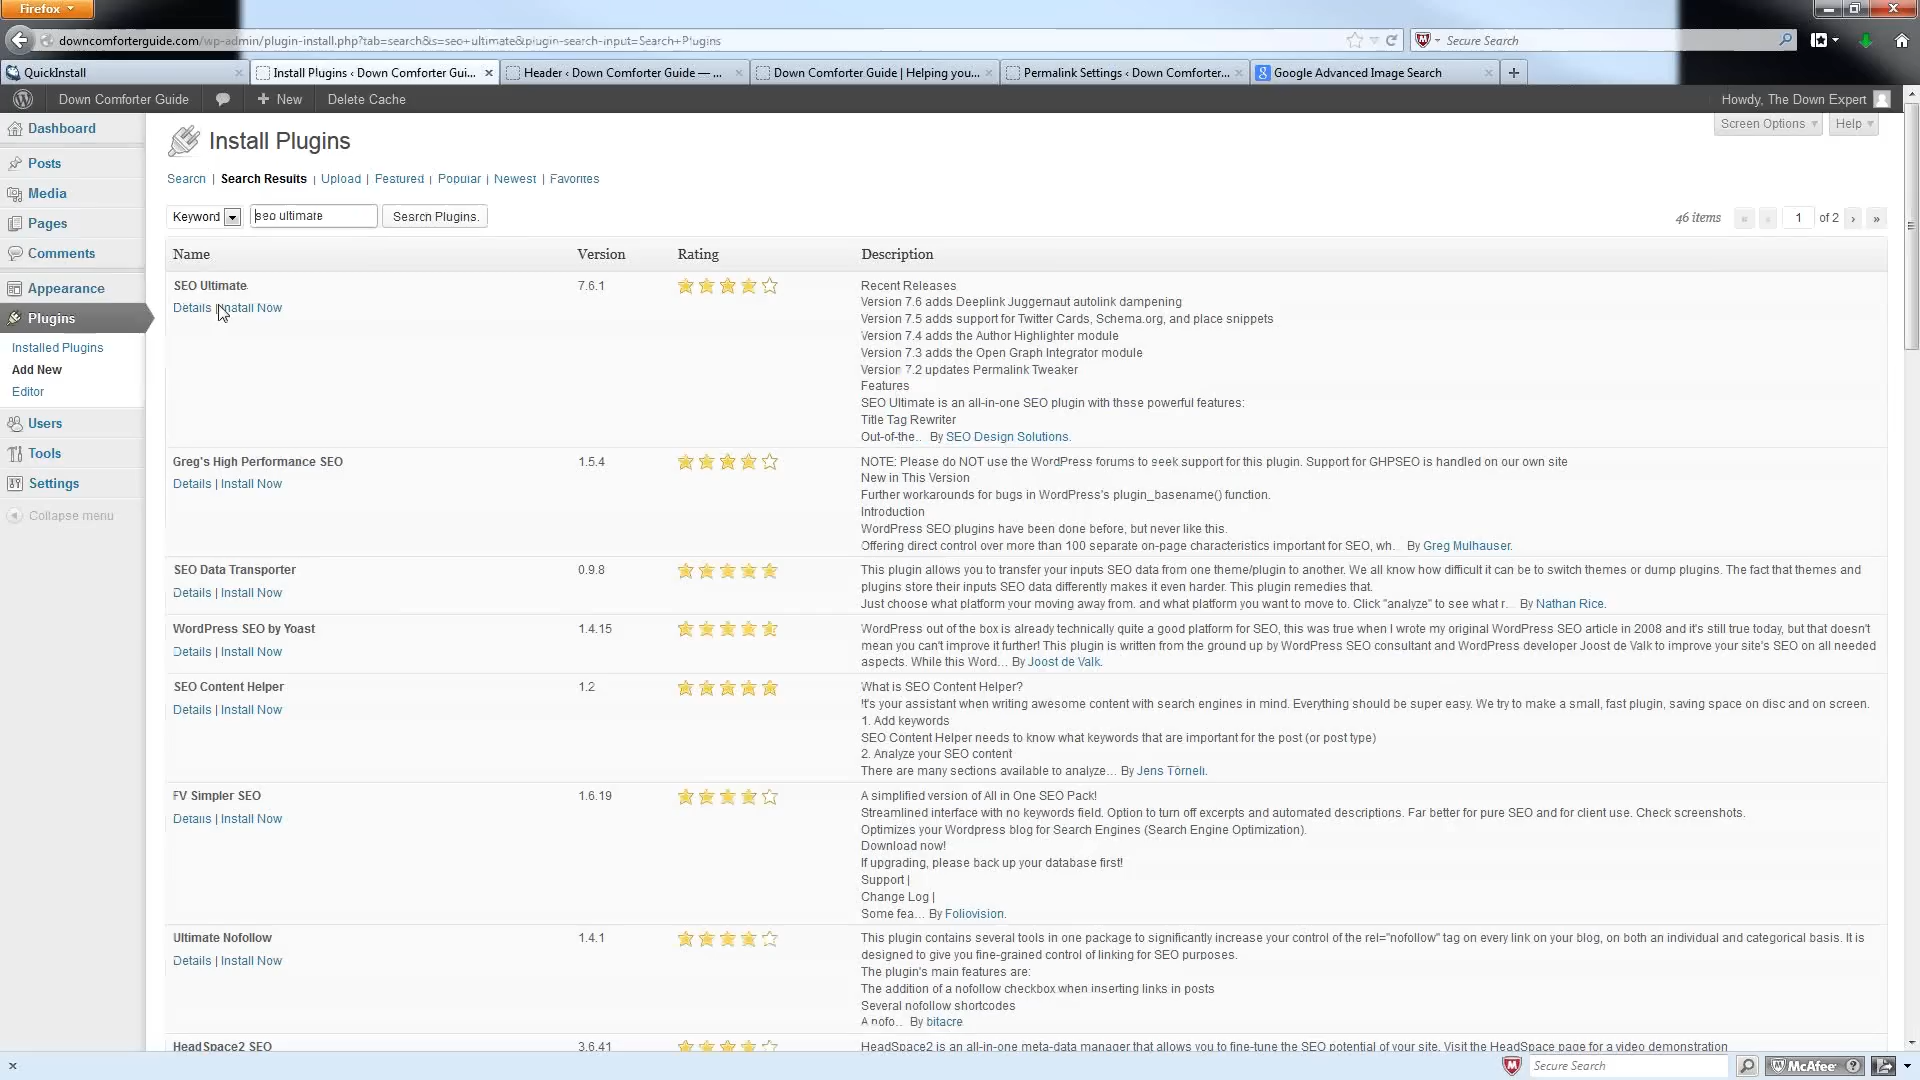 Firefox
downcomforterguide.com/wp-admin/plugin-install.php?tab=search&s=seo+ultimate&plugin-search-input=Search+Plugins
Secure Search
QuickInstall
Install Plugins ‹ Down Comforter Gui...
Header ‹ Down Comforter Guide — ...
Down Comforter Guide | Helping you...
Permalink Settings ‹ Down Comforter...
Google Advanced Image Search
Down Comforter Guide
+ New
Delete Cache
Howdy, The Down Expert
Screen Options
Help
Dashboard
Posts
Media
Pages
Comments
Appearance
Plugins
Installed Plugins
Add New
Editor
Users
Tools
Settings
Collapse menu
Install Plugins
Search | Search Results | Upload | Featured | Popular | Newest | Favorites
Keyword
seo ultimate
Search Plugins.
46 items
« ‹ 1 of 2 › »
Name Version Rating Description
SEO Ultimate
Details | Install Now
7.6.1
Recent Releases
Version 7.6 adds Deeplink Juggernaut autolink dampening
Version 7.5 adds support for Twitter Cards, Schema.org, and place snippets
Version 7.4 adds the Author Highlighter module
Version 7.3 adds the Open Graph Integrator module
Version 7.2 updates Permalink Tweaker
Features
SEO Ultimate is an all-in-one SEO plugin with these powerful features:
Title Tag Rewriter
Out-of-the... By SEO Design Solutions.
Greg's High Performance SEO
Details | Install Now
1.5.4
NOTE: Please do NOT use the WordPress forums to seek support for this plugin. Support for GHPSEO is handled on our own site
New in This Version
Further workarounds for bugs in WordPress's plugin_basename() function.
Introduction
WordPress SEO plugins have been done before, but never like this.
Offering direct control over more than 100 separate on-page characteristics important for SEO, wh... By Greg Mulhauser.
SEO Data Transporter
Details | Install Now
0.9.8
This plugin allows you to transfer your inputs SEO data from one theme/plugin to another. We all know how difficult it can be to switch themes or dump plugins. The fact that themes and
plugins store their inputs SEO data differently makes it even harder. This plugin remedies that.
Just choose what platform your moving away from. and what platform you want to move to. Click "analyze" to see what r... By Nathan Rice.
WordPress SEO by Yoast
Details | Install Now
1.4.15
WordPress out of the box is already technically quite a good platform for SEO, this was true when I wrote my original WordPress SEO article in 2008 and it's still true today, but that doesn't
mean you can't improve it further! This plugin is written from the ground up by WordPress SEO consultant and WordPress developer Joost de Valk to improve your site's SEO on all needed
aspects. While this Word... By Joost de Valk.
SEO Content Helper
Details | Install Now
1.2
What is SEO Content Helper?
It's your assistant when writing awesome content with search engines in mind. Everything should be super easy. We try to make a small, fast plugin, saving space on disc and on screen.
1. Add keywords
SEO Content Helper needs to know what keywords that are important for the post (or post type)
2. Analyze your SEO content
There are many sections available to analyze... By Jens Törnell.
FV Simpler SEO
Details | Install Now
1.6.19
A simplified version of All in One SEO Pack!
Streamlined interface with no keywords field. Option to turn off excerpts and automated descriptions. Far better for pure SEO and for client use. Check screenshots.
Optimizes your Wordpress blog for Search Engines (Search Engine Optimization).
Download now!
If upgrading, please back up your database first!
Support |
Change Log |
Some fea... By Foliovision.
Ultimate Nofollow
Details | Install Now
1.4.1
This plugin contains several tools in one package to significantly increase your control of the rel="nofollow" tag on every link on your blog, on both an individual and categorical basis. It is
designed to give you fine-grained control of linking for SEO purposes.
The plugin's main features are:
The addition of a nofollow checkbox when inserting links in posts
Several nofollow shortcodes
A nofo... By bitacre
HeadSpace2 SEO
3.6.41
HeadSpace2 is an all-in-one meta-data manager that allows you to fine-tune the SEO potential of your site. Visit the HeadSpace page for a video demonstration
Secure Search
McAfee